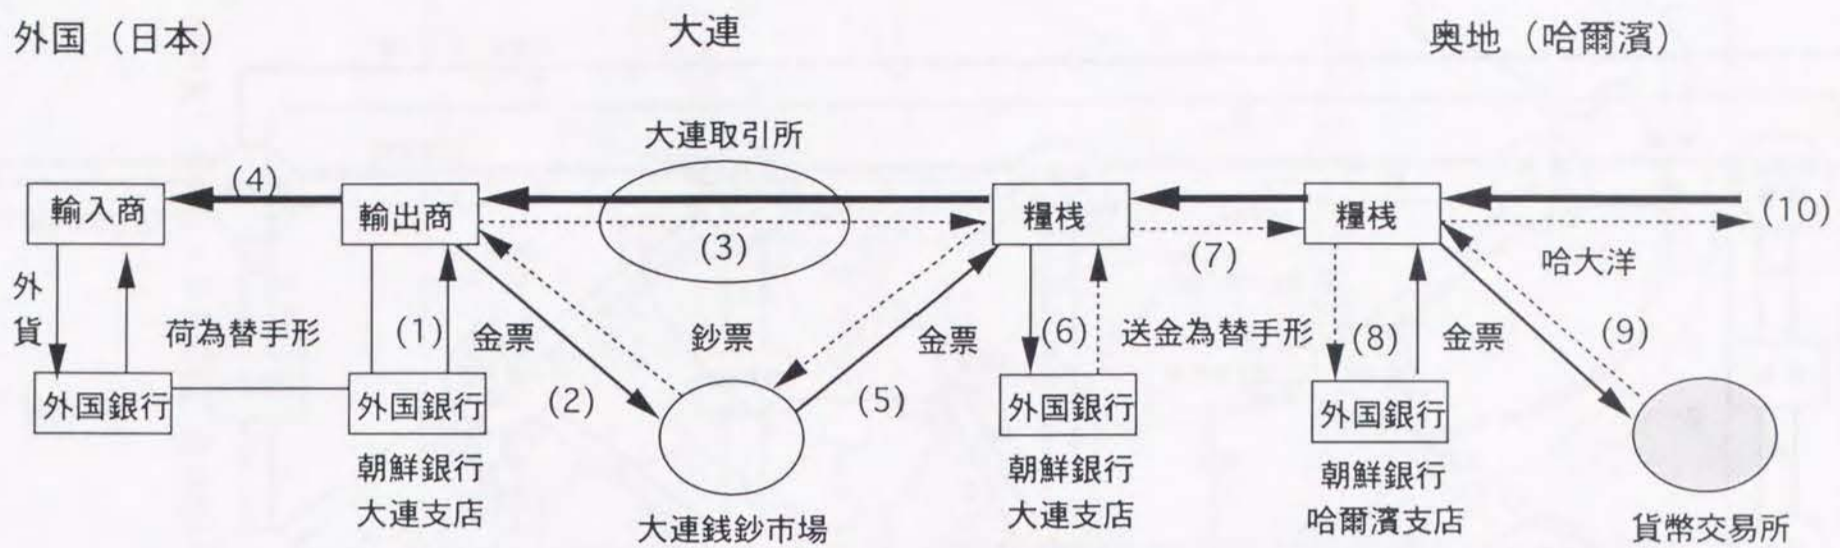 外国（日本）
大連
奥地（哈爾濱）
大連取引所
(4)
輸入商
輸出商
(3)
糧桟
(7)
糧桟
(10)
哈大洋
外
貨
荷為替手形
(1)
金票
鈔票
金票
(6)
送金為替手形
(8)
金票
(9)
外国銀行
外国銀行
(2)
(5)
外国銀行
外国銀行
朝鮮銀行
大連支店
大連銭鈔市場
朝鮮銀行
大連支店
朝鮮銀行
哈爾濱支店
貨幣交易所